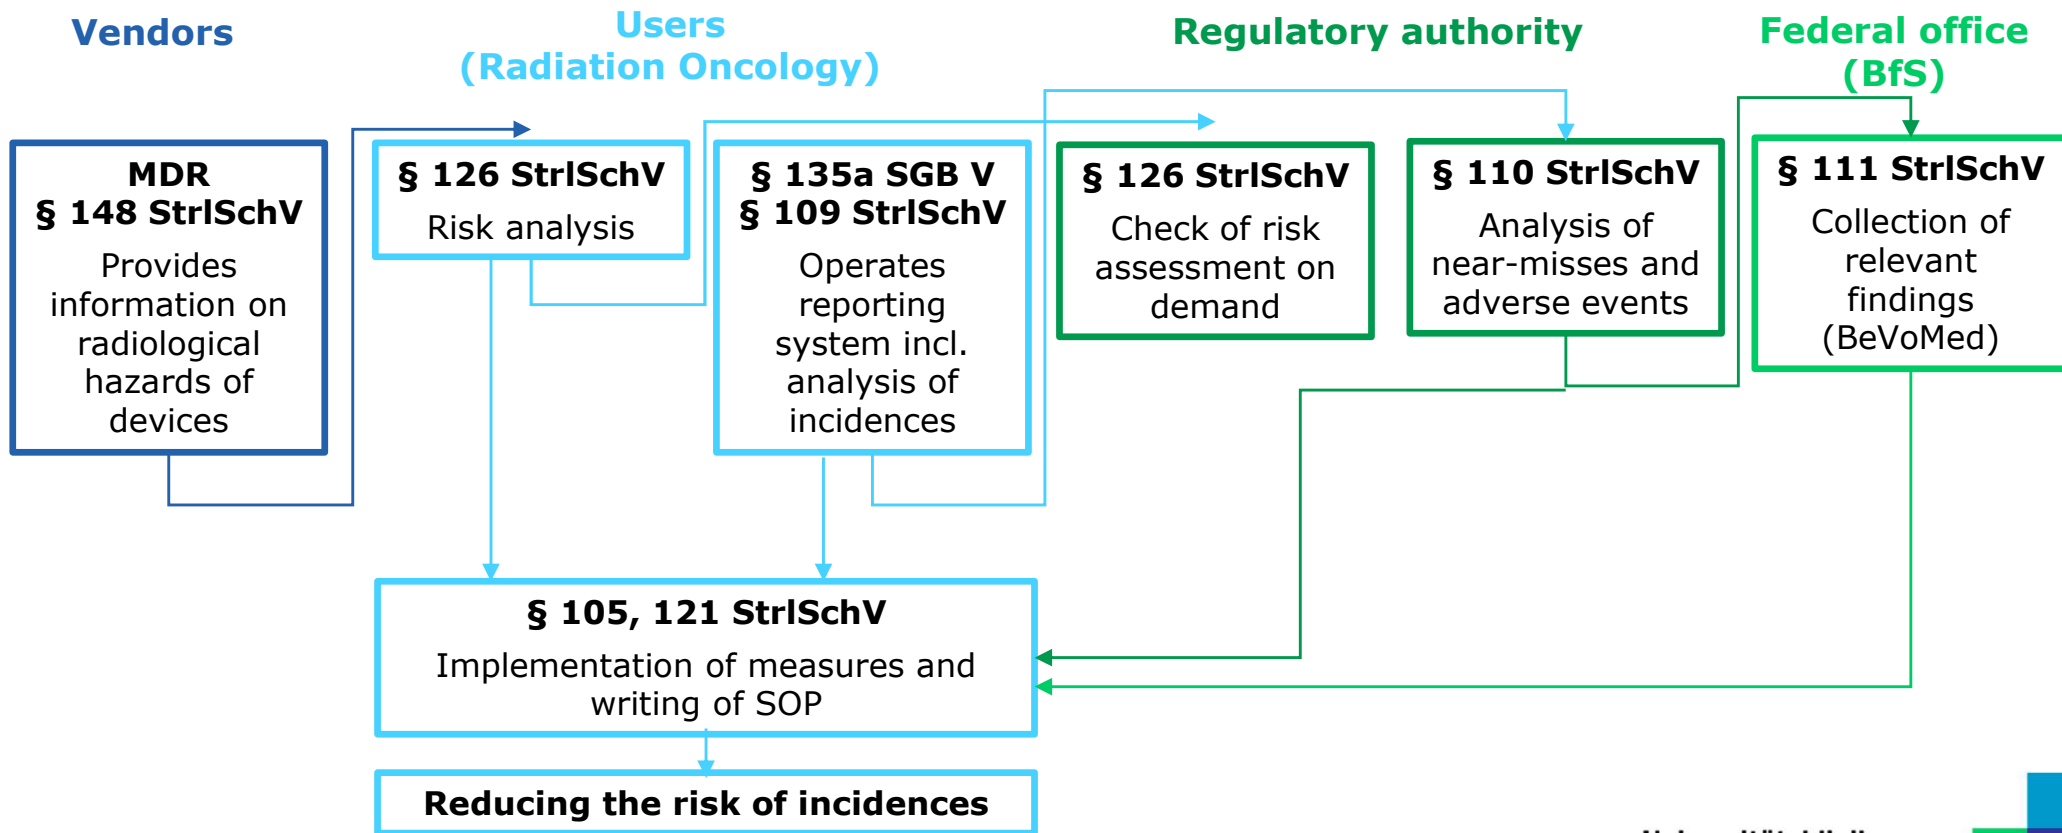 Vendors
Users
(Radiation Oncology)
Regulatory authority
Federal office
(BfS)
MDR
§ 148 StrlSchV
Provides
information on
radiological
hazards of
devices
§ 126 StrlSchV
Risk analysis
§ 135a SGB V
§ 109 StrlSchV
Operates
reporting
system incl.
analysis of
incidences
§ 126 StrlSchV
Check of risk
assessment on
demand
§ 110 StrlSchV
Analysis of
near-misses and
adverse events
§ 111 StrlSchV
Collection of
relevant
findings
(BeVoMed)
§ 105, 121 StrlSchV
Implementation of measures and
writing of SOP
Reducing the risk of incidences